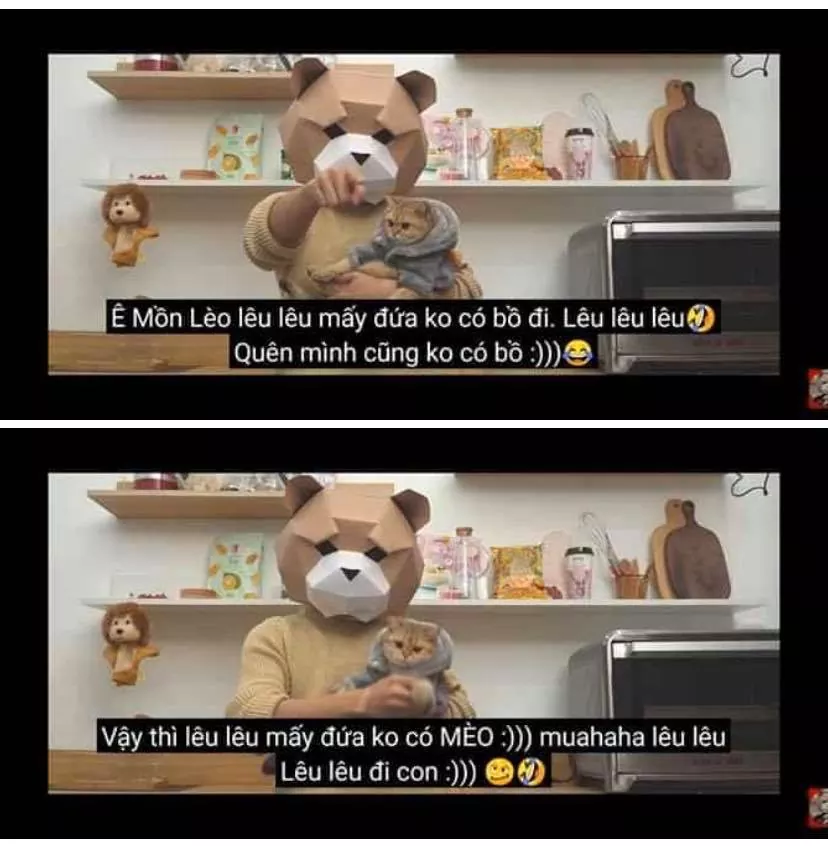 Ê Mồn Lèo lêu lêu mấy đứa ko có bồ đi. Lêu lêu lêu🤣
Quên mình cũng ko có bồ :)))😂
Vậy thì lêu lêu mấy đứa ko có MÈO :))) muahaha lêu lêu
Lêu lêu đi con :))) 🥴🤣